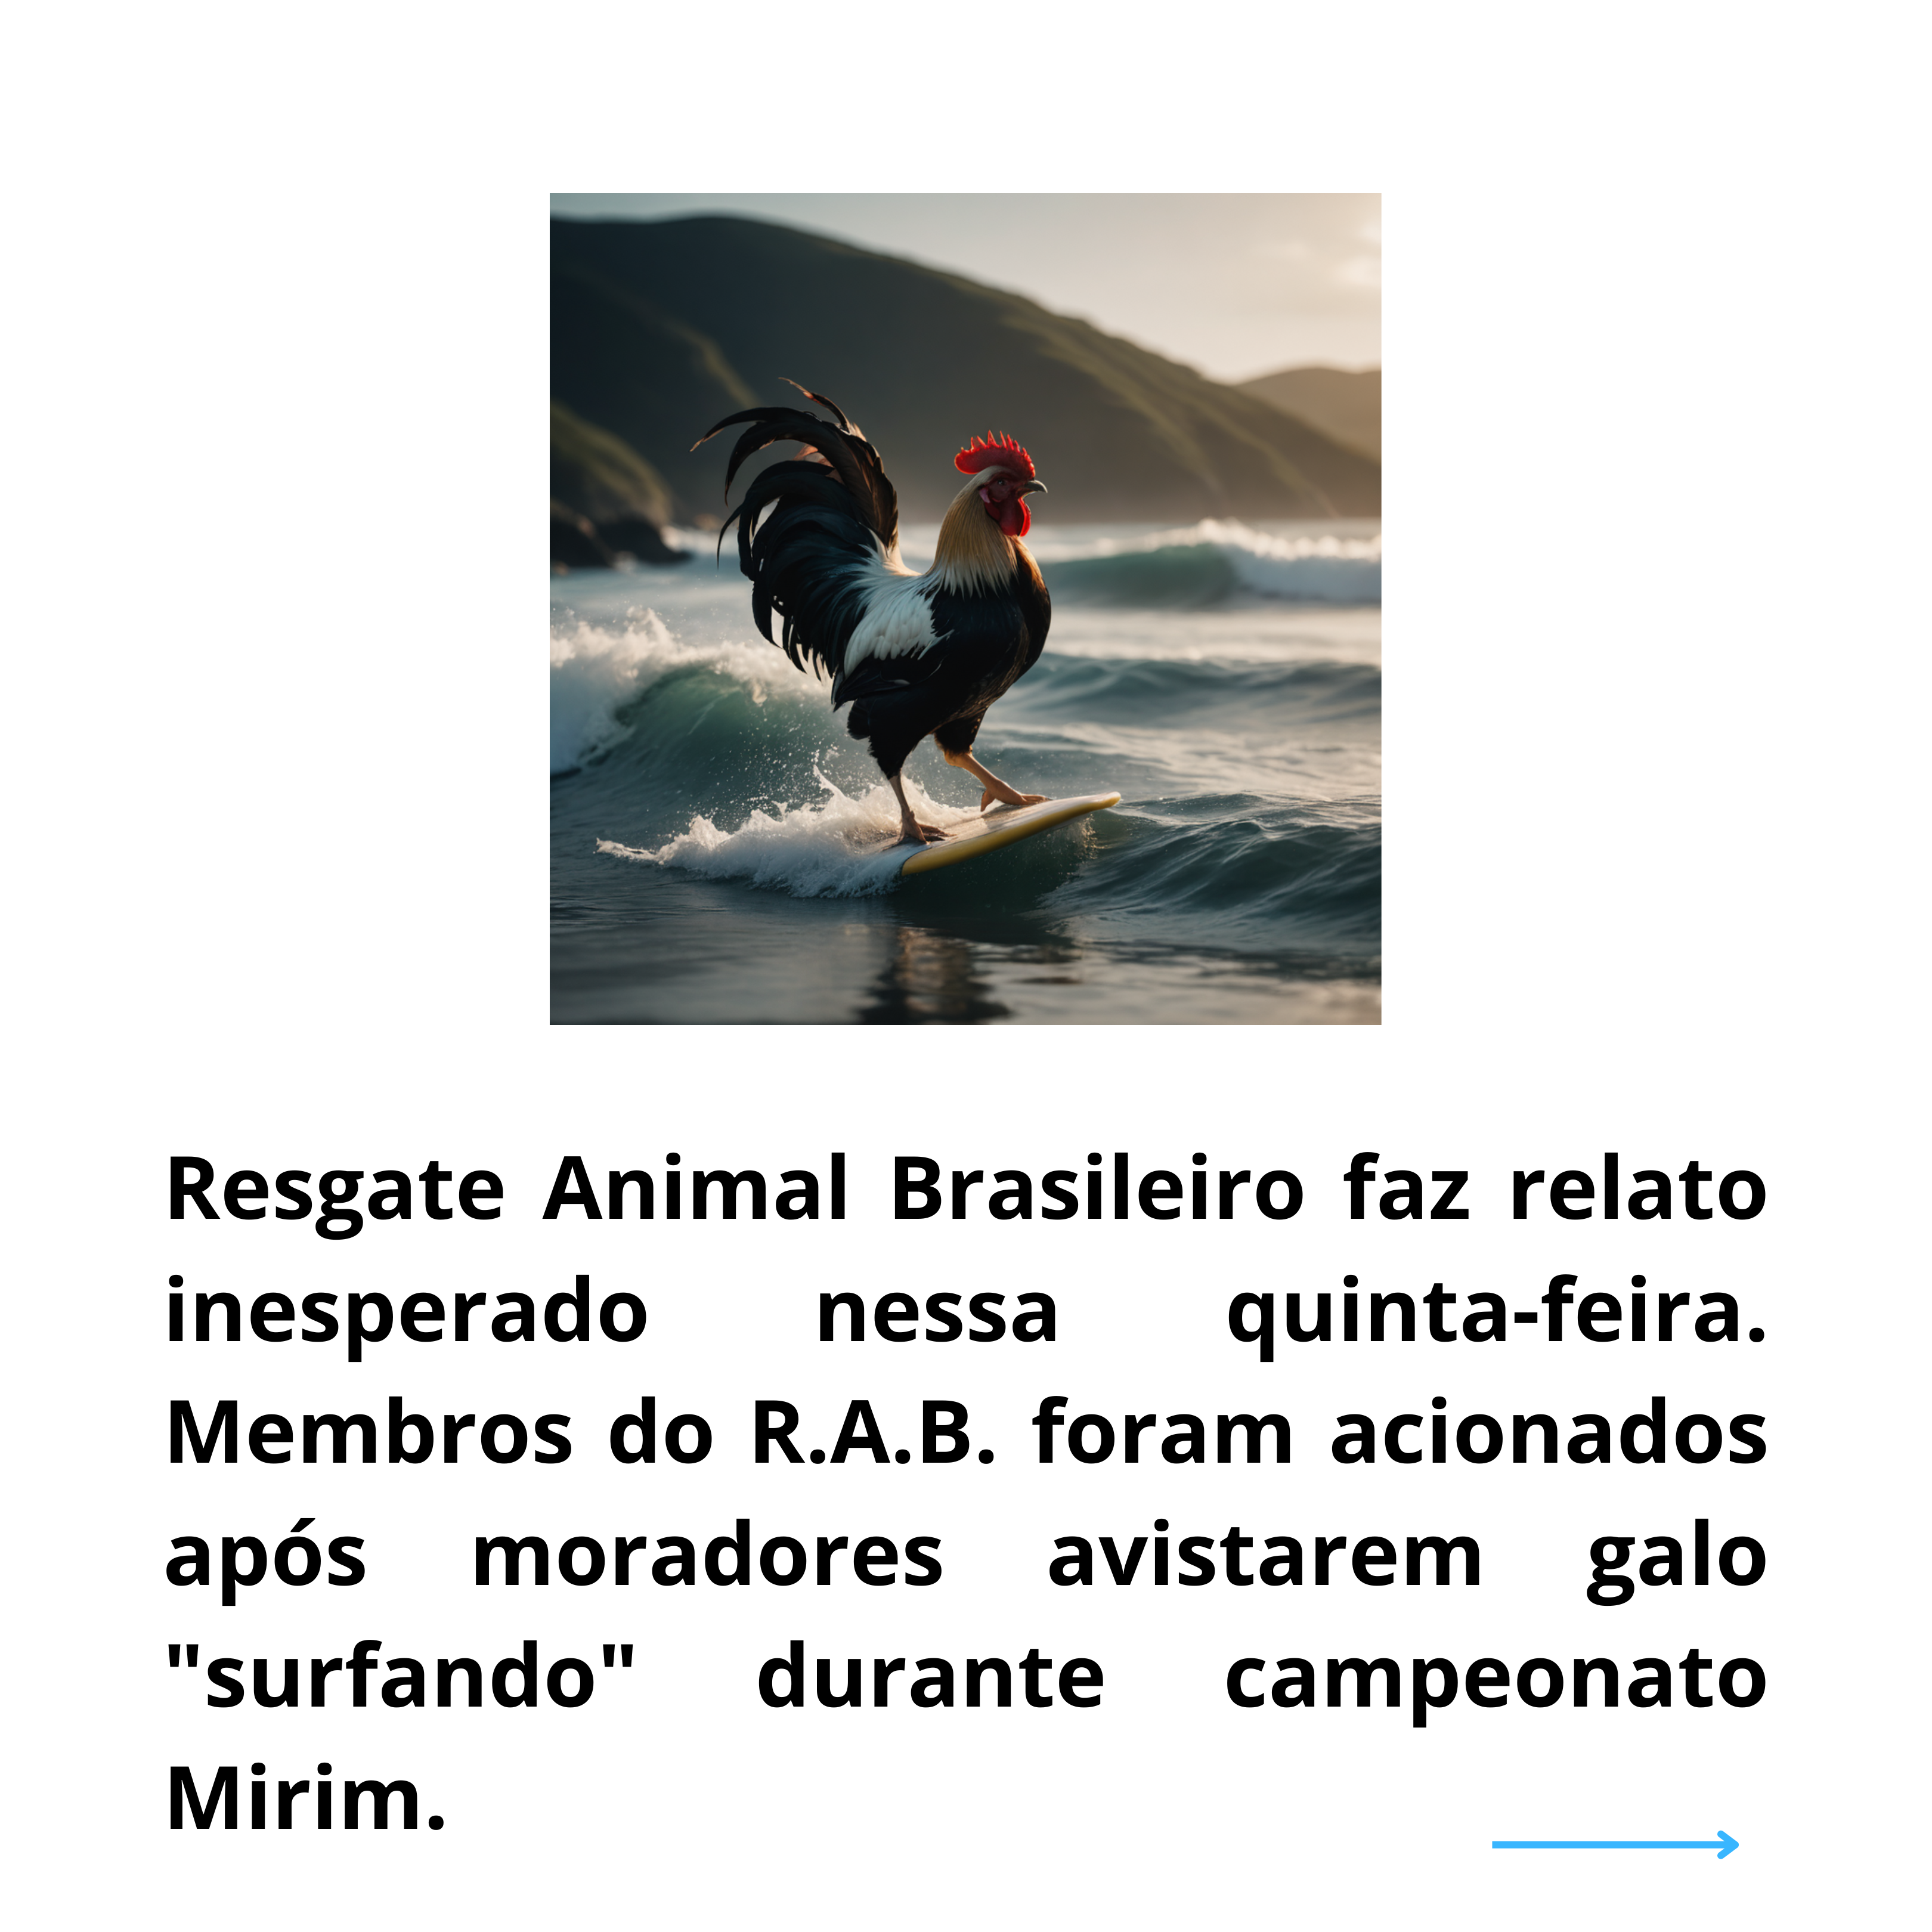 Resgate Animal Brasileiro faz relato
inesperado nessa quinta-feira.
Membros do R.A.B. foram acionados
após moradores avistarem galo
"surfando" durante campeonato
Mirim.